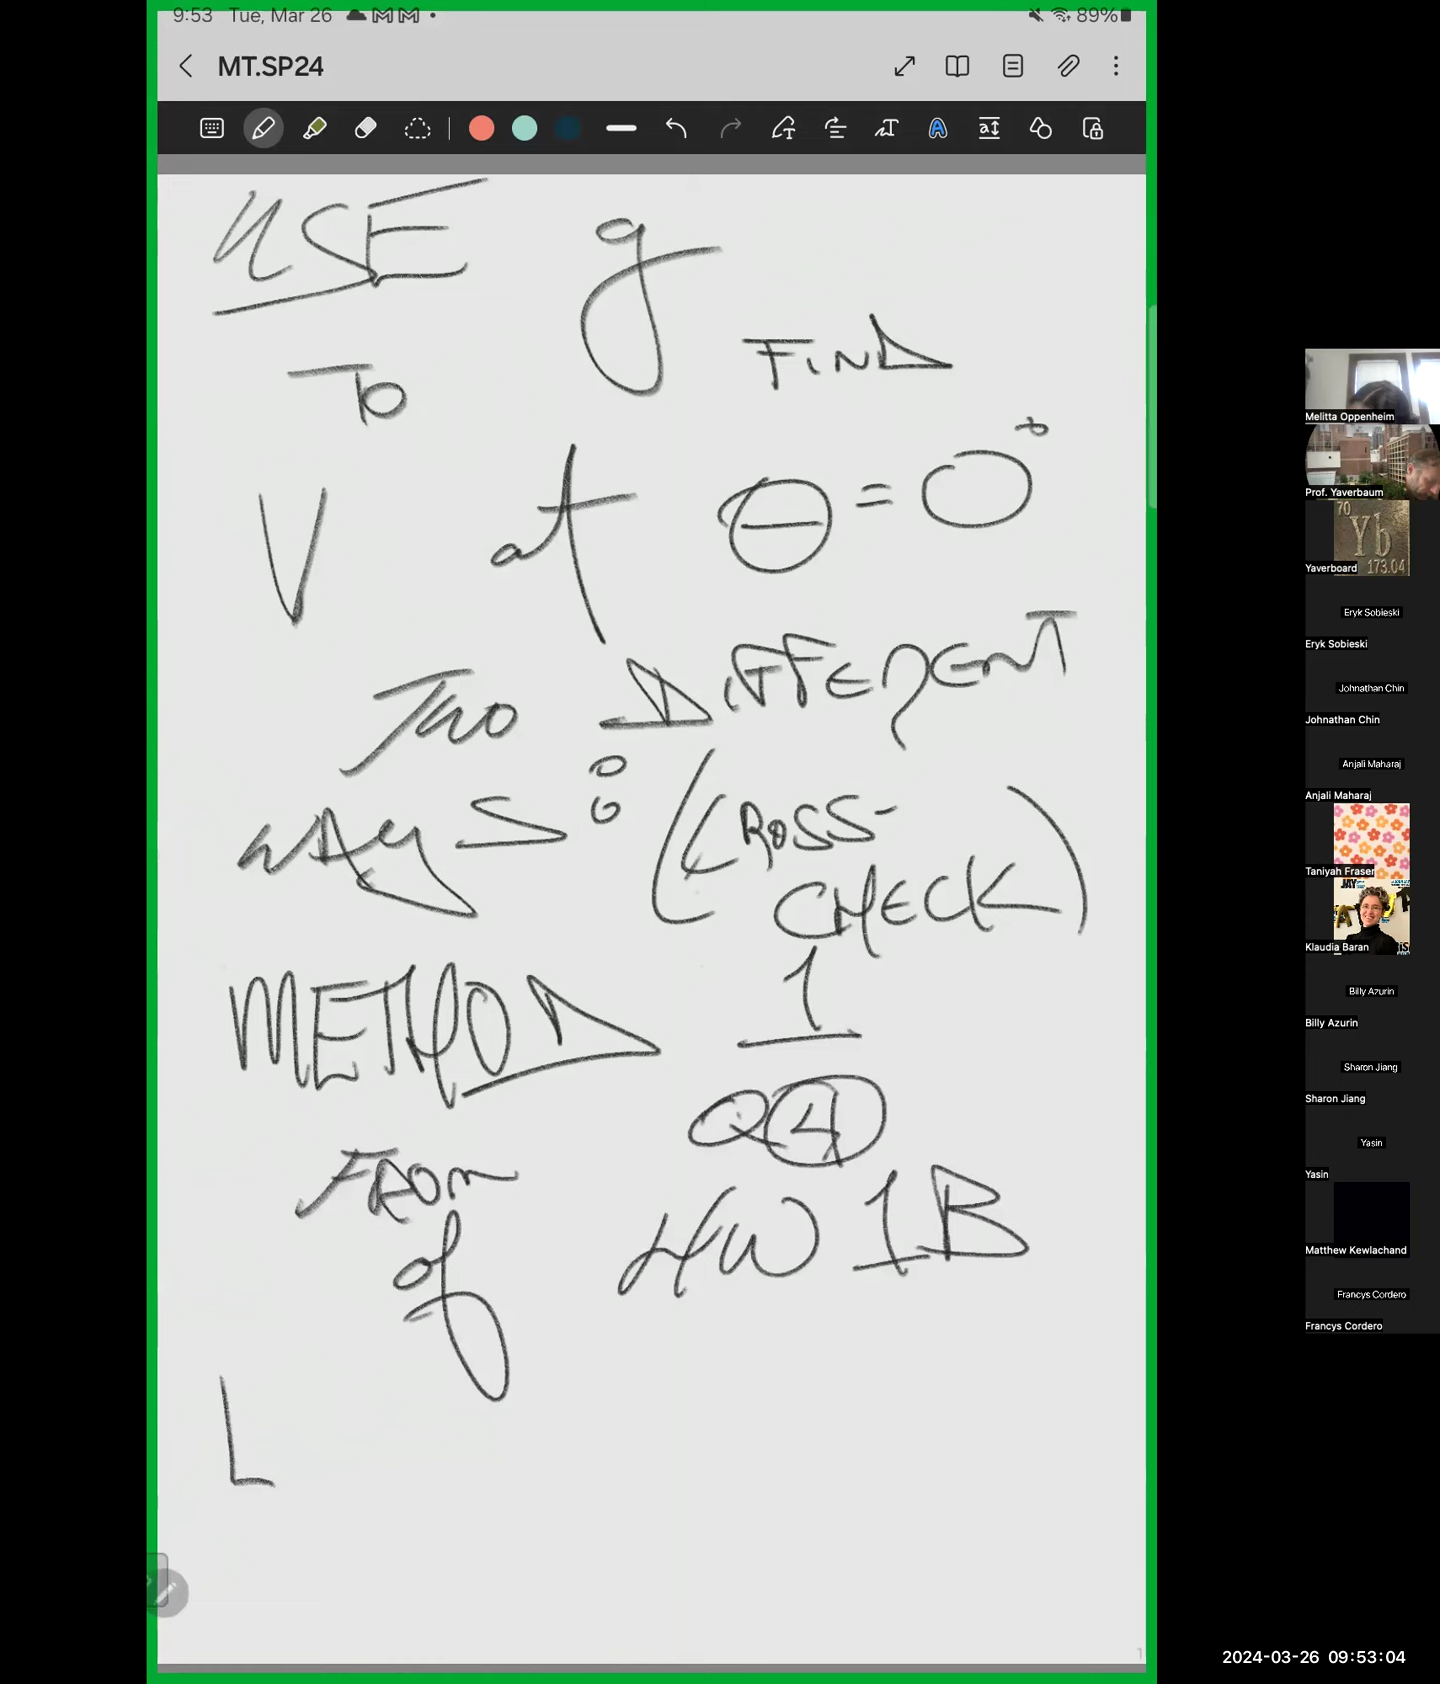 9:53 Tue, Mar 26
89%
MT.SP24
USE g
TO FIND
V at θ = 0°
TWO DIFFERENT
WAYS: (CROSS-
CHECK)
METHOD 1
FROM Q④
of HW 1B
L
1
Melitta Oppenheim
Prof. Yaverbaum
70
Yb
173.04
Yaverboard
Eryk Sobieski
Eryk Sobieski
Johnathan Chin
Johnathan Chin
Anjali Maharaj
Anjali Maharaj
Taniyah Fraser
JAY
Klaudia Baran
Billy Azurin
Billy Azurin
Sharon Jiang
Sharon Jiang
Yasin
Yasin
Matthew Kewlachand
Francys Cordero
Francys Cordero
2024-03-26 09:53:04